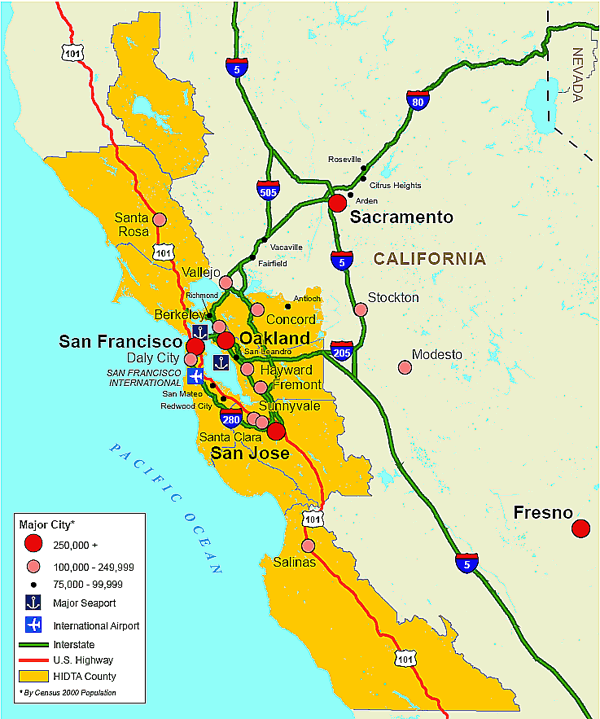 101
5
NEVADA
80
Roseville
Citrus Heights
505
Arden
Sacramento
Santa
Rosa
101
Vacaville
Fairfield
5
CALIFORNIA
Vallejo
Richmond
Antioch
Stockton
Berkeley
Concord
San Francisco
Oakland
Daly City
San Leandro
205
Modesto
SAN FRANCISCO
INTERNATIONAL
Hayward
Fremont
San Mateo
Redwood City
Sunnyvale
280
Santa Clara
San Jose
PACIFIC OCEAN
101
Fresno
Salinas
5
101
Major City*
250,000 +
100,000 - 249,999
75,000 - 99,999
Major Seaport
International Airport
Interstate
U.S. Highway
HIDTA County
* By Census 2000 Population